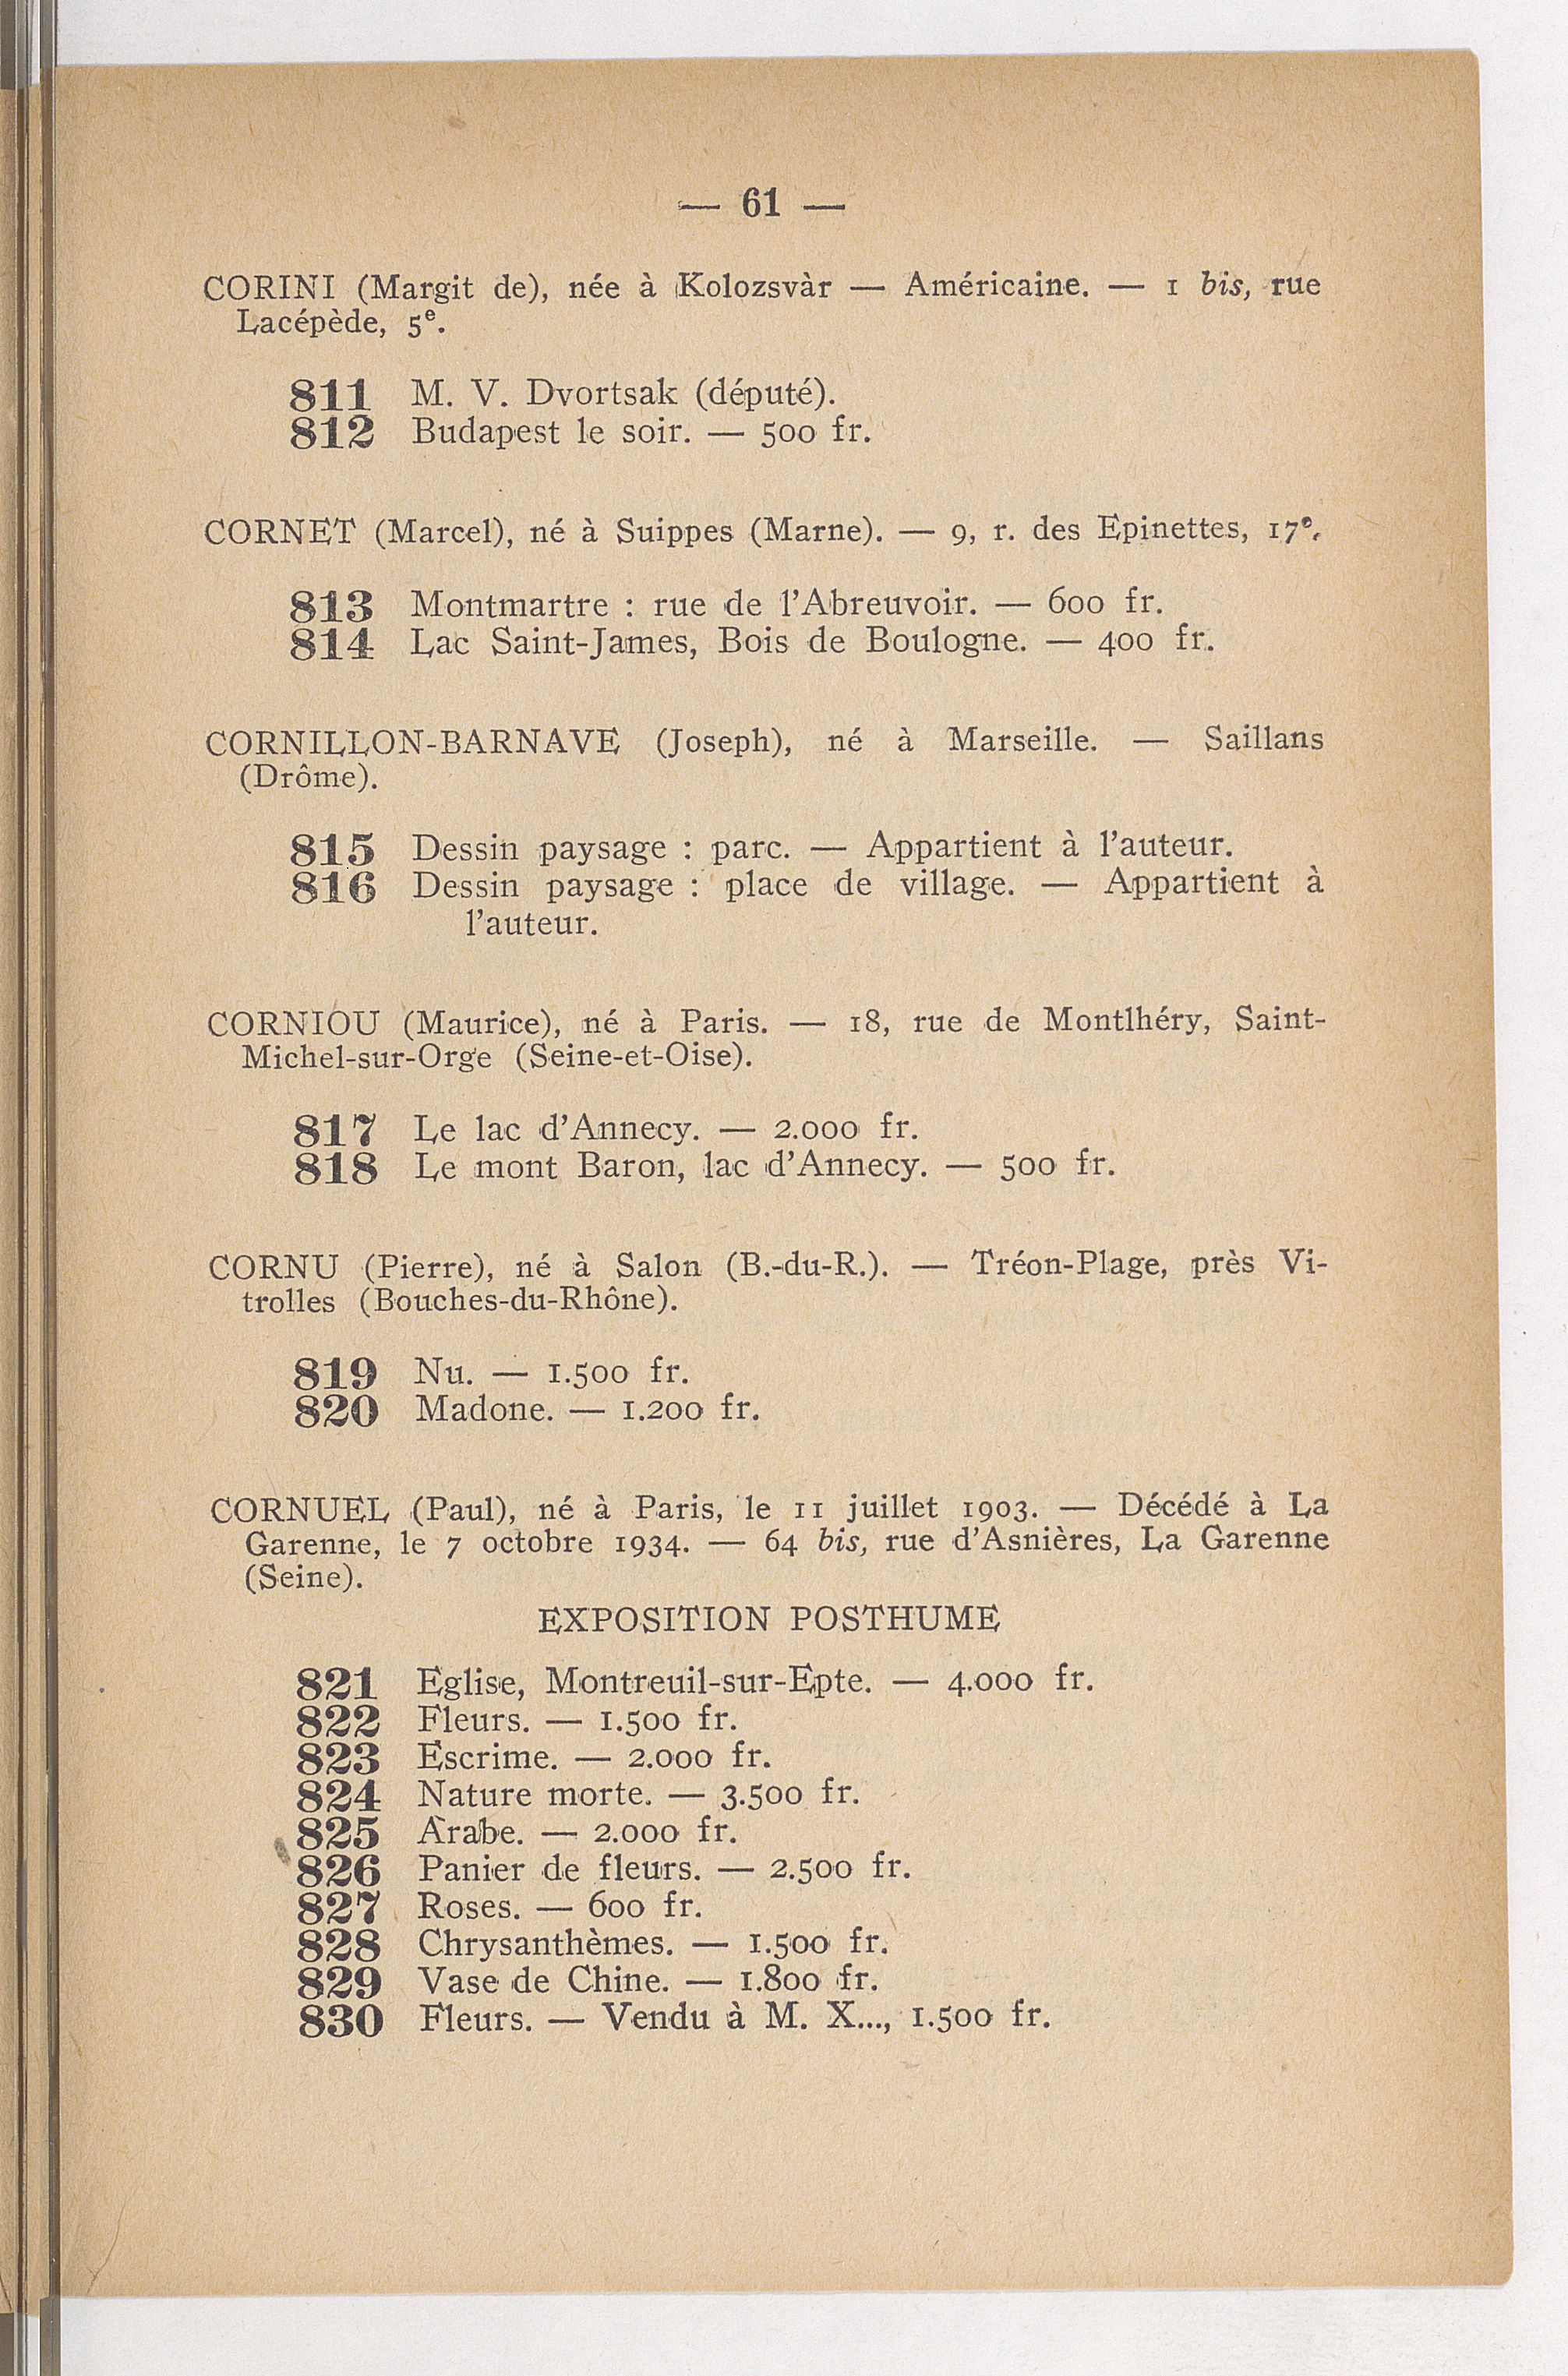 — 61 —
CORINI (Margit de), née à Kolozsvàr — Américaine. — 1 bis, rue
Lacépède, 5e.
811 M. V. Dvortsak (député).
812 Budapest le soir. — 500 fr.
CORNET (Marcel), né à Suippes (Marne). — 9, r. des Epinettes, 17e.
813 Montmartre : rue de l'Abreuvoir. — 600 fr.
814 Lac Saint-James, Bois de Boulogne. — 400 fr.
CORNILLON-BARNAVE (Joseph), né à Marseille. — Saillans
(Drôme).
815 Dessin paysage : parc. — Appartient à l'auteur.
816 Dessin paysage : place de village. — Appartient à
l'auteur.
CORNIOU (Maurice), né à Paris. — 18, rue de Montlhéry, Saint-
Michel-sur-Orge (Seine-et-Oise).
817 Le lac d'Annecy. — 2.000 fr.
818 Le mont Baron, lac d'Annecy. — 500 fr.
CORNU (Pierre), né à Salon (B.-du-R.). — Tréon-Plage, près Vi-
trolles (Bouches-du-Rhône).
819 Nu. — 1.500 fr.
820 Madone. — 1.200 fr.
CORNUEL (Paul), né à Paris, le 11 juillet 1903. — Décédé à La
Garenne, le 7 octobre 1934. — 64 bis, rue d'Asnières, La Garenne
(Seine).
EXPOSITION POSTHUME
821 Eglise, Montreuil-sur-Epte. — 4.000 fr.
822 Fleurs. — 1.500 fr.
823 Escrime. — 2.000 fr.
824 Nature morte. — 3.500 fr.
825 Arabe. — 2.000 fr.
826 Panier de fleurs. — 2.500 fr.
827 Roses. — 600 fr.
828 Chrysanthèmes. — 1.500 fr.
829 Vase de Chine. — 1.800 fr.
830 Fleurs. — Vendu à M. X..., 1.500 fr.